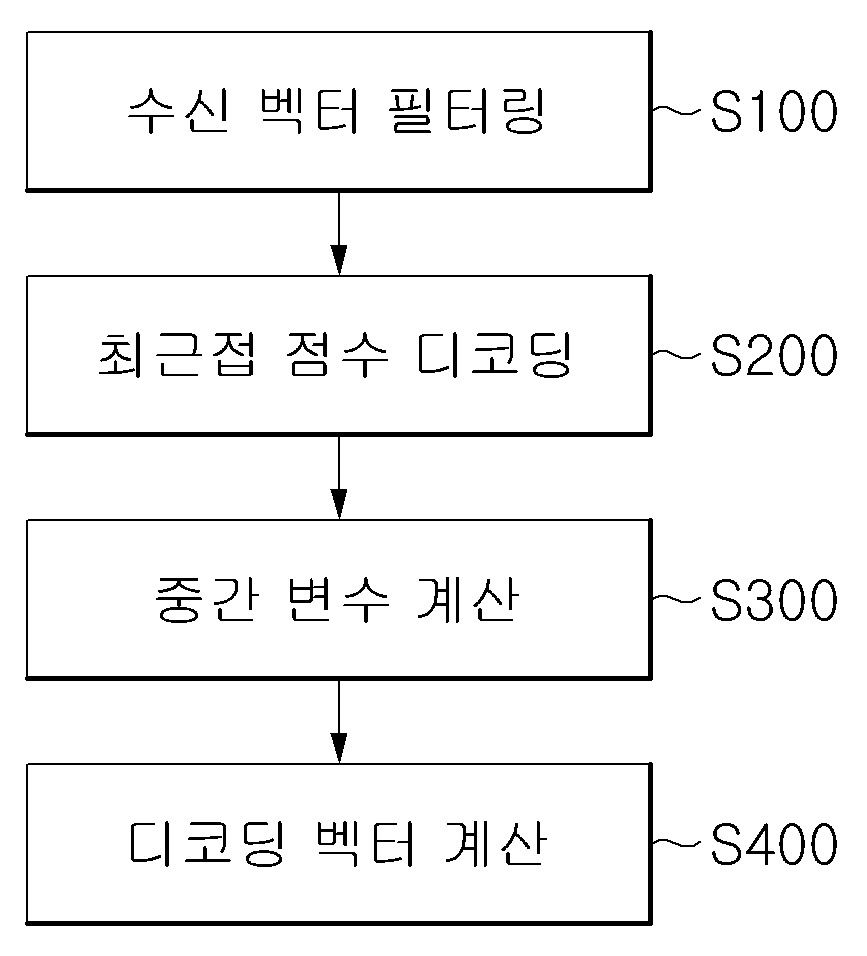 수신 벡터 필터링
S100
최근접 점수 디코딩
S200
중간 변수 계산
S300
디코딩 벡터 계산
S400